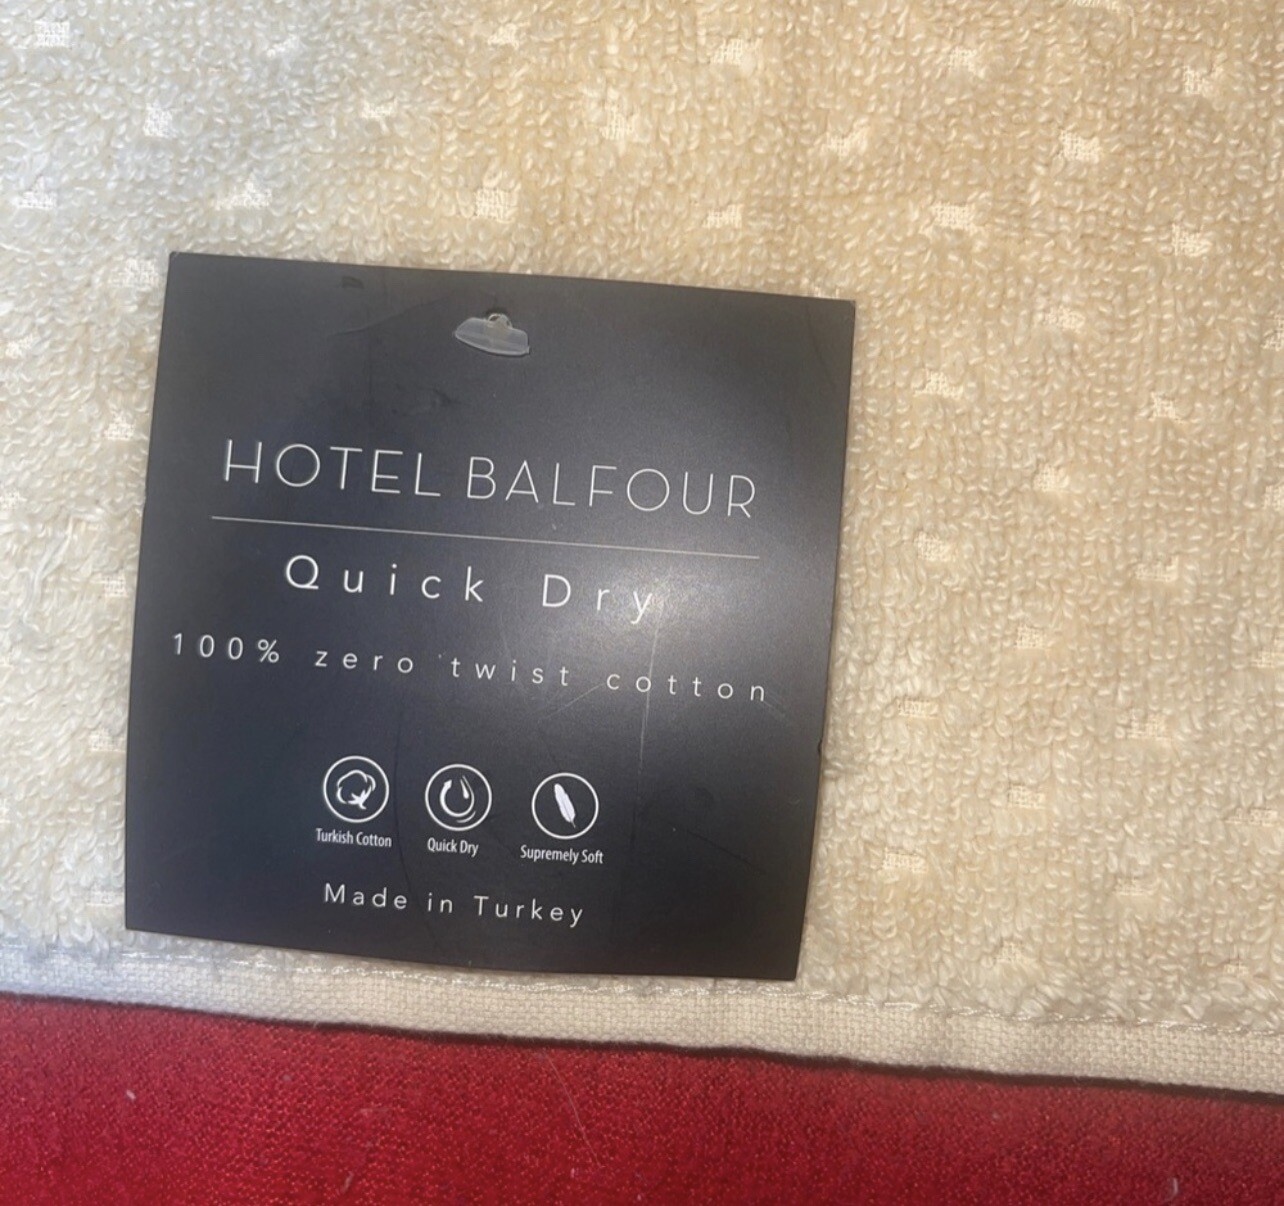 HOTEL BALFOUR
Quick Dry
100% zero twist cotton
Turkish Cotton
Quick Dry
Supremely Soft
Made in Turkey